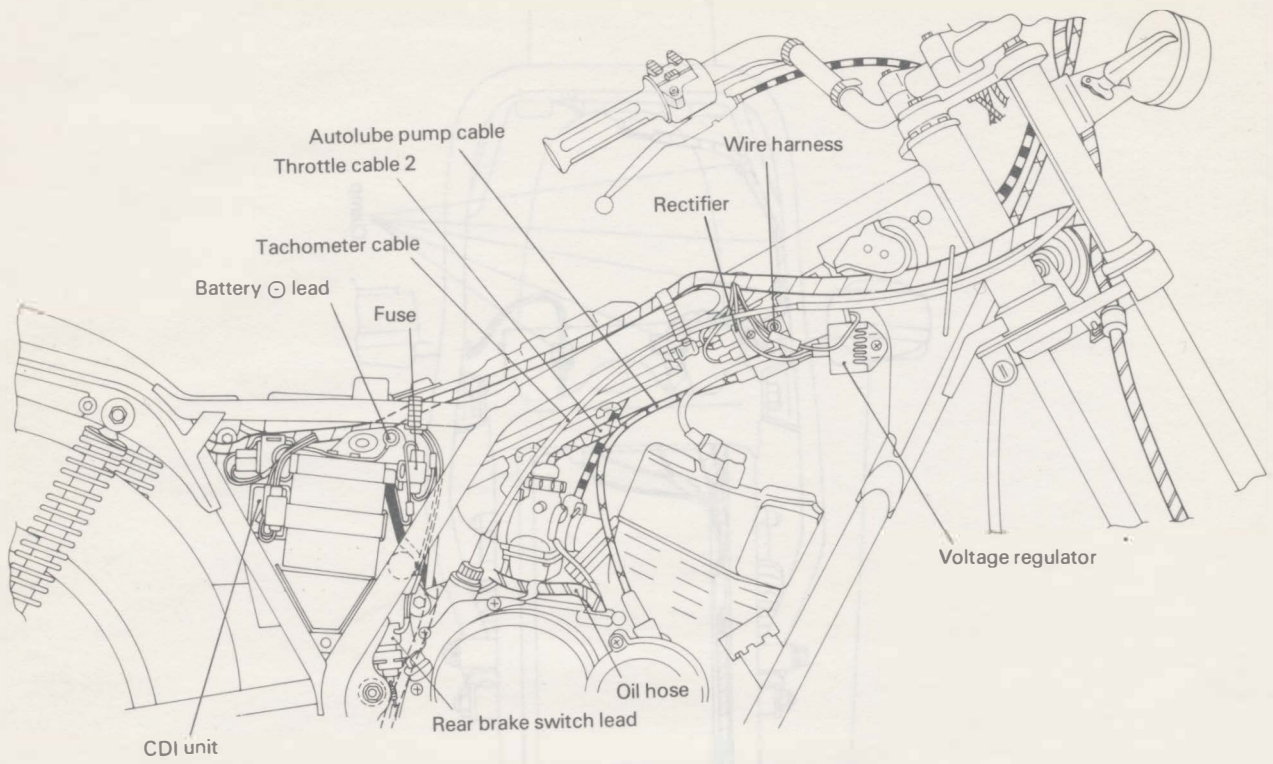 Autolube pump cable
Throttle cable 2
Wire harness
Rectifier
Tachometer cable
Battery ⊖ lead
Fuse
Voltage regulator
Oil hose
Rear brake switch lead
CDI unit